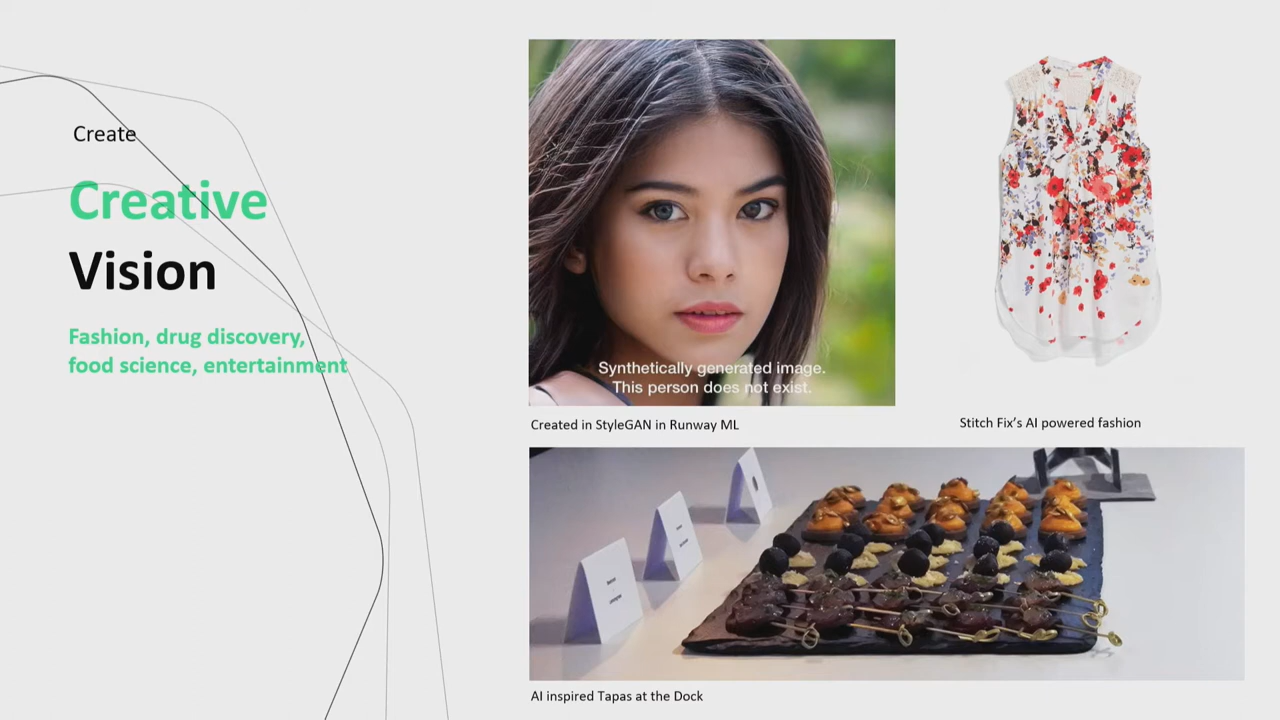 Create
Creative
Vision
Fashion, drug discovery,
food science, entertainment
Synthetically generated image.
This person does not exist.
Created in StyleGAN in Runway ML
Stitch Fix's AI powered fashion
AI inspired Tapas at the Dock